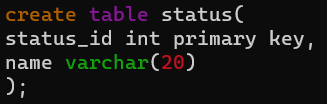 create table status(
status_id int primary key,
name varchar(20)
);